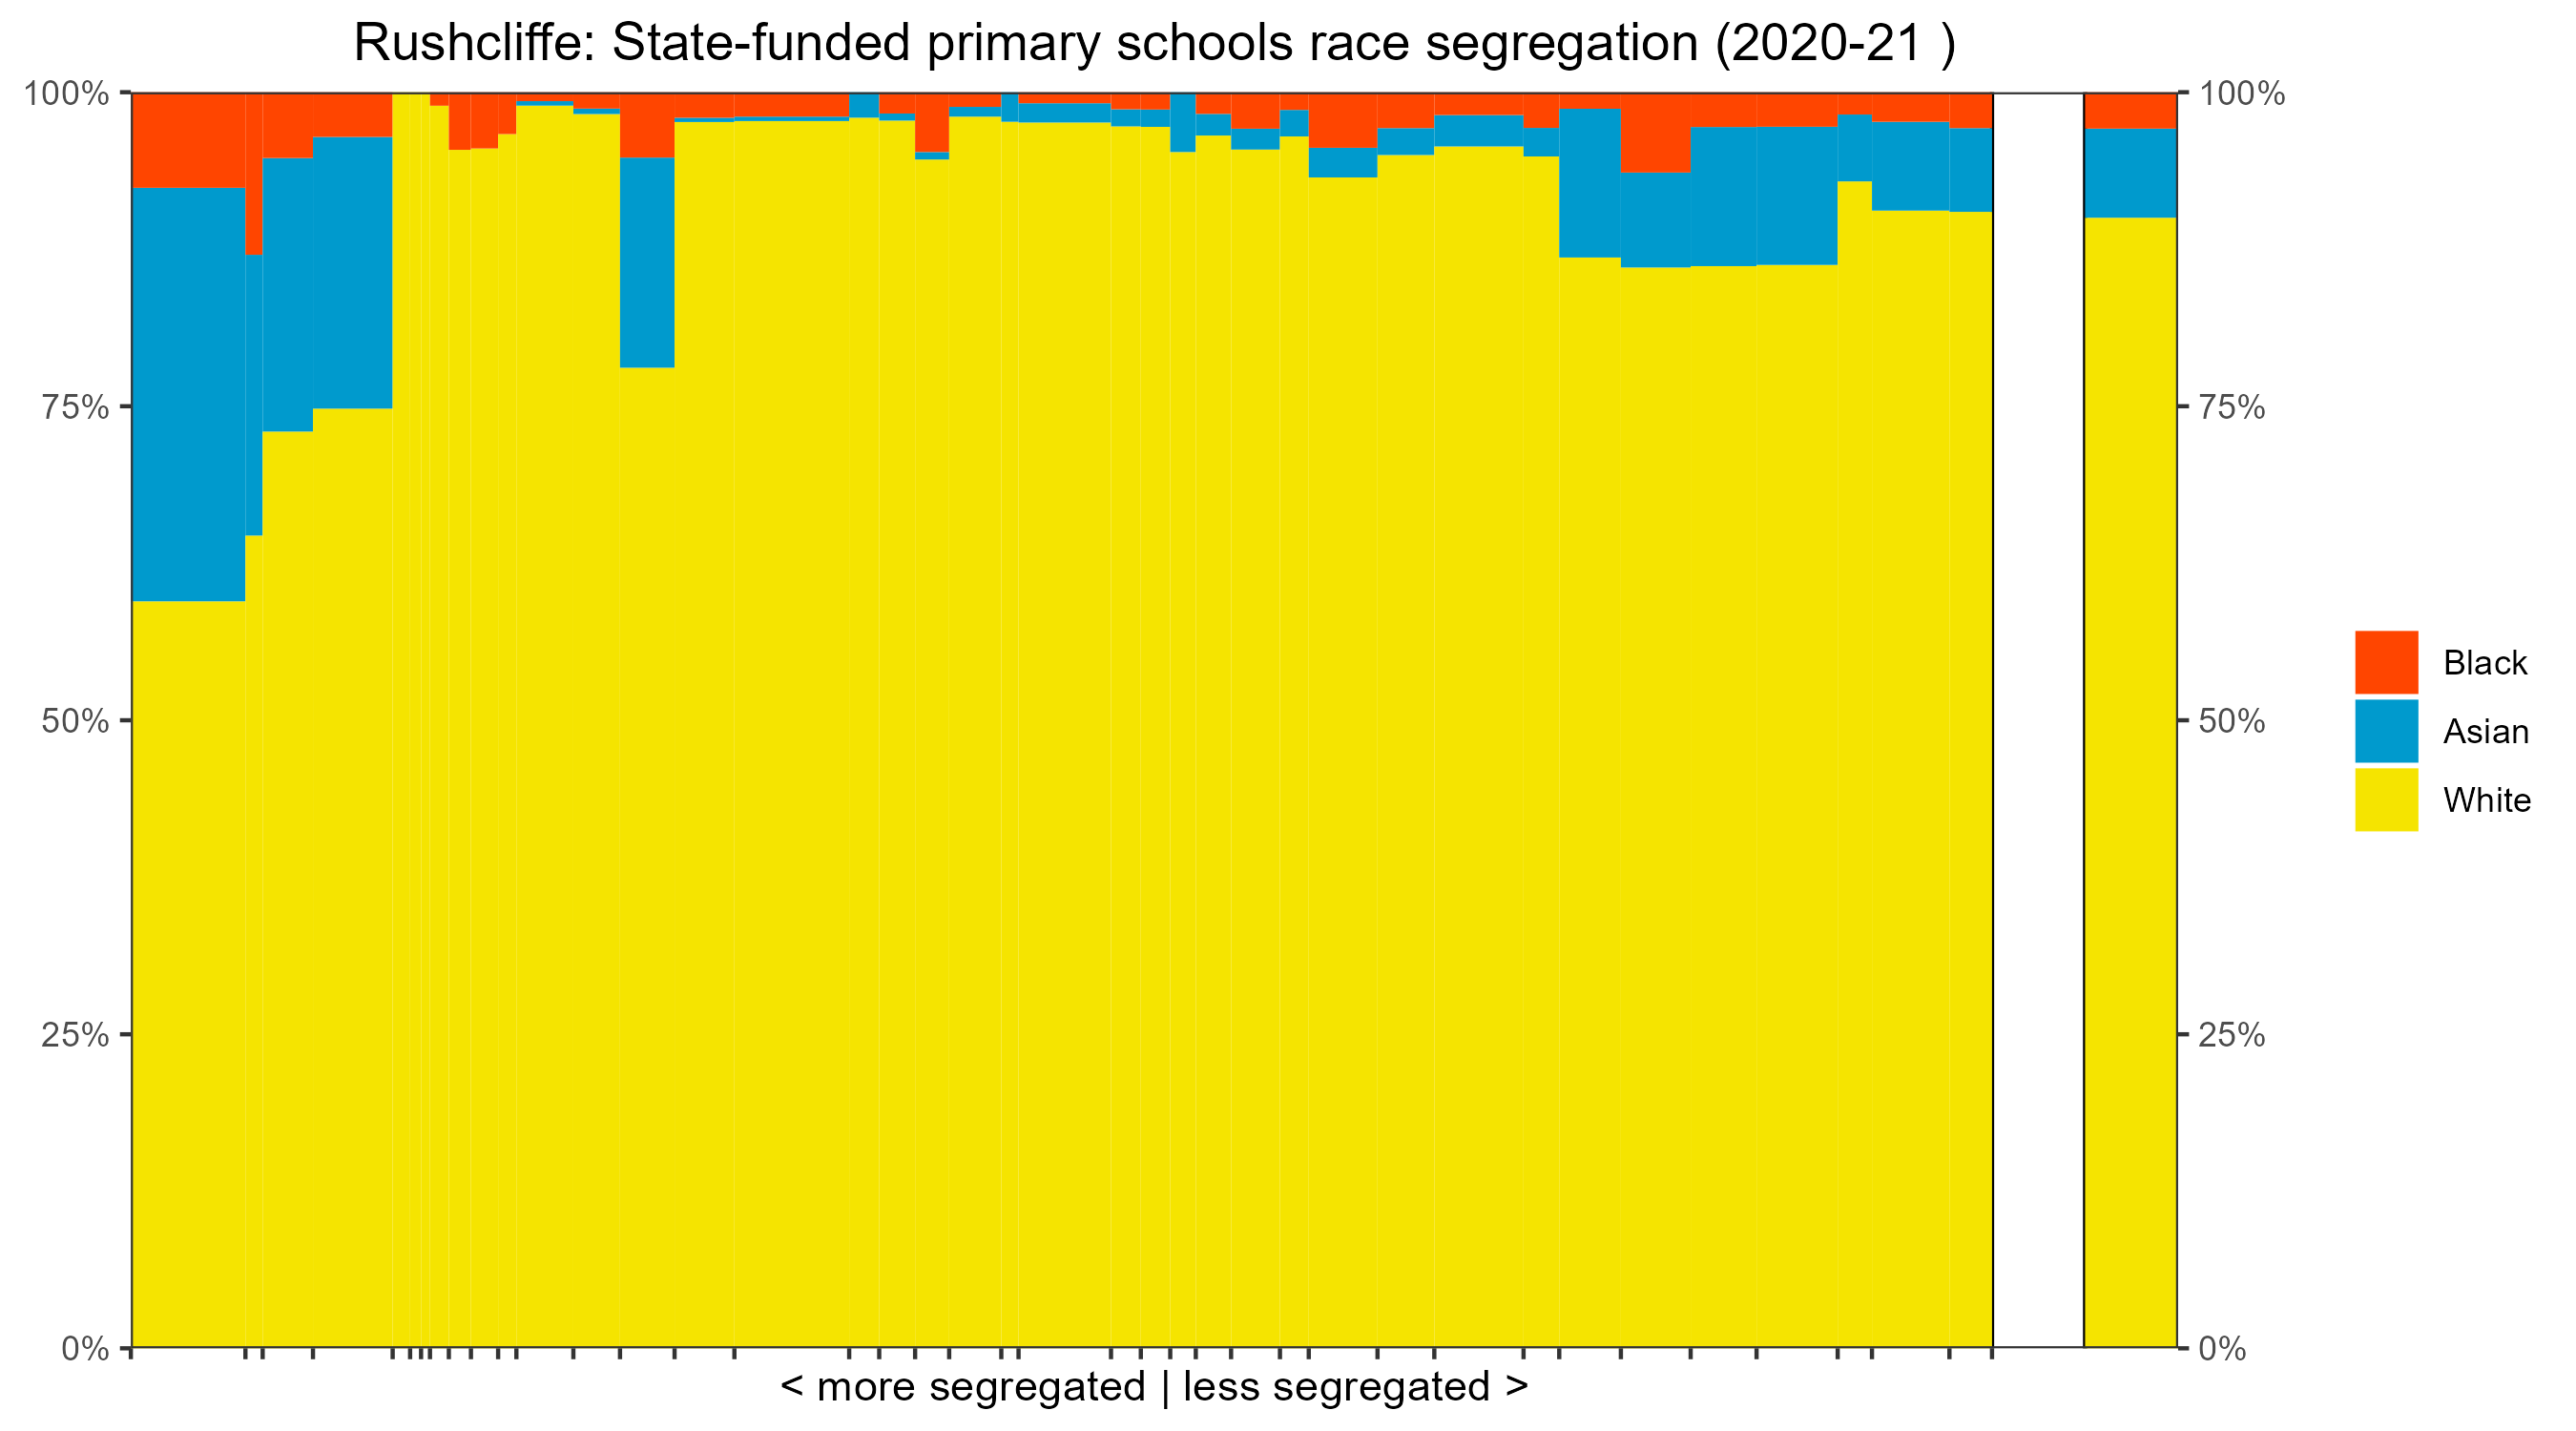 Rushcliffe: State-funded primary schools race segregation (2020-21 )
100%
100%
75%
75%
50%
50%
25%
25%
0%
0%
Black
Asian
White
< more segregated | less segregated >